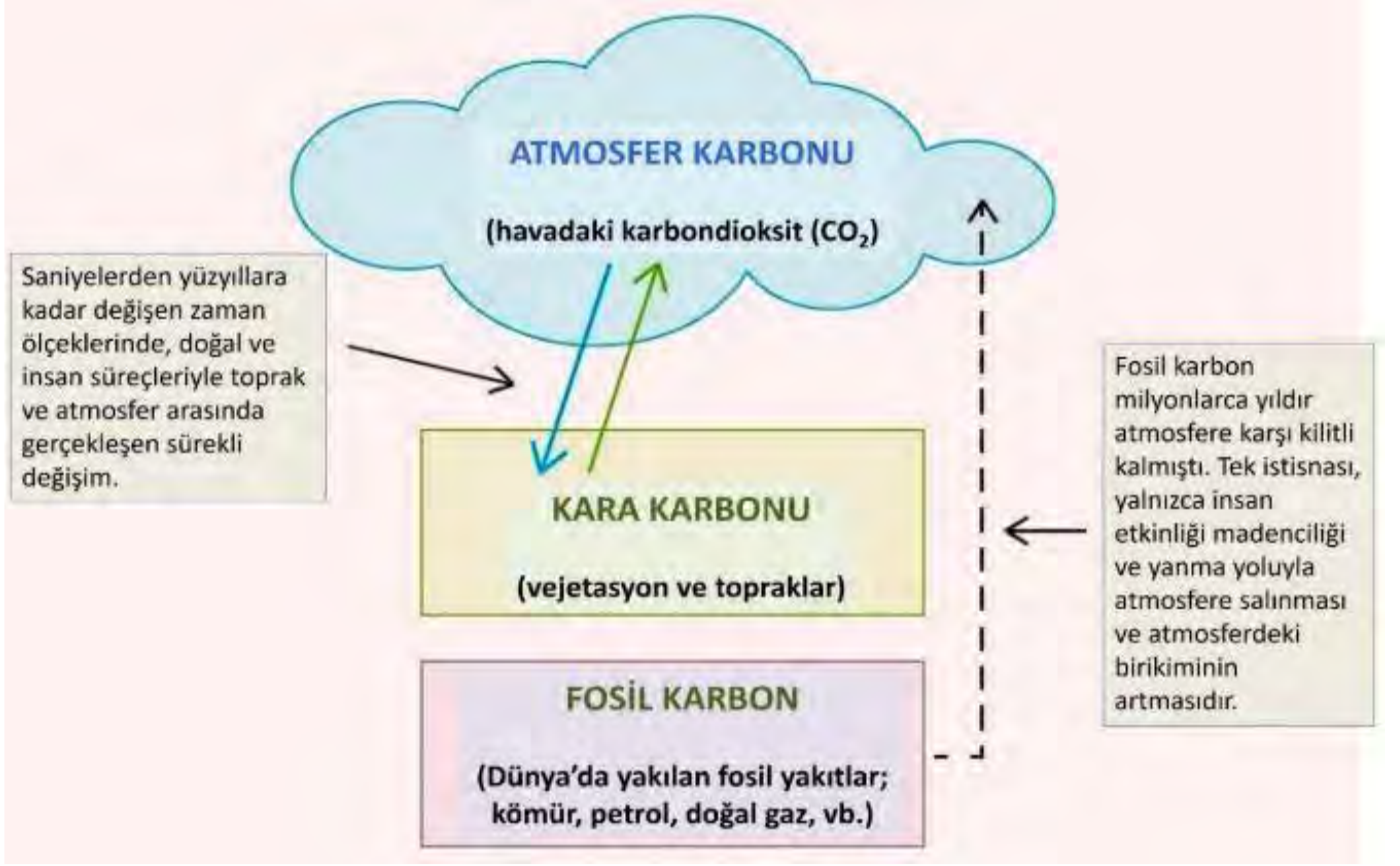 ATMOSFER KARBONU
(havadaki karbondioksit (CO₂)
Saniyelerden yüzyıllara
kadar değişen zaman
ölçeklerinde, doğal ve
insan süreçleriyle toprak
ve atmosfer arasında
gerçekleşen sürekli
değişim.
KARA KARBONU
(vejetasyon ve topraklar)
FOSİL KARBON
(Dünya'da yakılan fosil yakıtlar;
kömür, petrol, doğal gaz, vb.)
Fosil karbon
milyonlarca yıldır
atmosfere karşı kilitli
kalmıştı. Tek istisnası,
yalnızca insan
etkinliği madenciliği
ve yanma yoluyla
atmosfere salınması
ve atmosferdeki
birikiminin
artmasıdır.